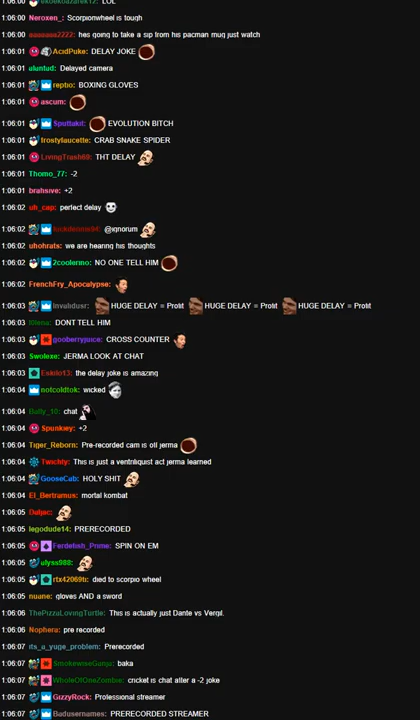 1:06:00 LOL
1:06:00 Neroxen_: Scorpionwheel is tough
1:06:00 aaaaaaa2222: hes going to take a sip from his pacman mug just watch
1:06:01 AcidPuke: DELAY JOKE
1:06:01 aluntud: Delayed camera
1:06:01 reptio: BOXING GLOVES
1:06:01 ascum:
1:06:01 Sputtakit: EVOLUTION BITCH
1:06:01 frostyfaucette: CRAB SNAKE SPIDER
1:06:01 LivingTrash69: THT DELAY
1:06:01 Thomo_77: -2
1:06:01 brahsive: +2
1:06:02 uh_cap: perfect delay
1:06:02 @ignorum
1:06:02 uhohrats: we are hearing his thoughts
1:06:02 2coolermo: NO ONE TELL HIM
1:06:02 FrenchFry_Apocalypse:
1:06:03 Invabduer: HUGE DELAY = Profit HUGE DELAY = Profit HUGE DELAY = Profit
1:06:03 DONT TELL HIM
1:06:03 gooberryjuice: CROSS COUNTER
1:06:03 Swolexe: JERMA LOOK AT CHAT
1:06:03 Eskilo13: the delay joke is amazing
1:06:04 notcoldtok: wicked
1:06:04 Bully_10: chat
1:06:04 Spunkiey: +2
1:06:04 Tiger_Reborn: Pre-recorded cam is off jerma
1:06:04 Twichly: This is just a ventriliquist act jerma learned
1:06:04 GooseCub: HOLY SHIT
1:06:04 El_Bertramus: mortal kombat
1:06:05 Duljac:
1:06:05 legodude14: PRERECORDED
1:06:05 Ferdetish_Prime: SPIN ON EM
1:06:05 ulyss988:
1:06:05 rtx42069ti: died to scorpio wheel
1:06:05 nuane: gloves AND a sword
1:06:06 ThePizzaLovingTurtle: This is actually just Dante vs Vergil.
1:06:06 Nopheru: pre recorded
1:06:07 its_a_yuge_problem: Prerecorded
1:06:07 SmokewiseGanja: baka
1:06:07 WholeOfOneZombie: cricket is chat after a -2 joke
1:06:07 GizzyRock: Professional streamer
1:06:07 Badusernames: PRERECORDED STREAMER